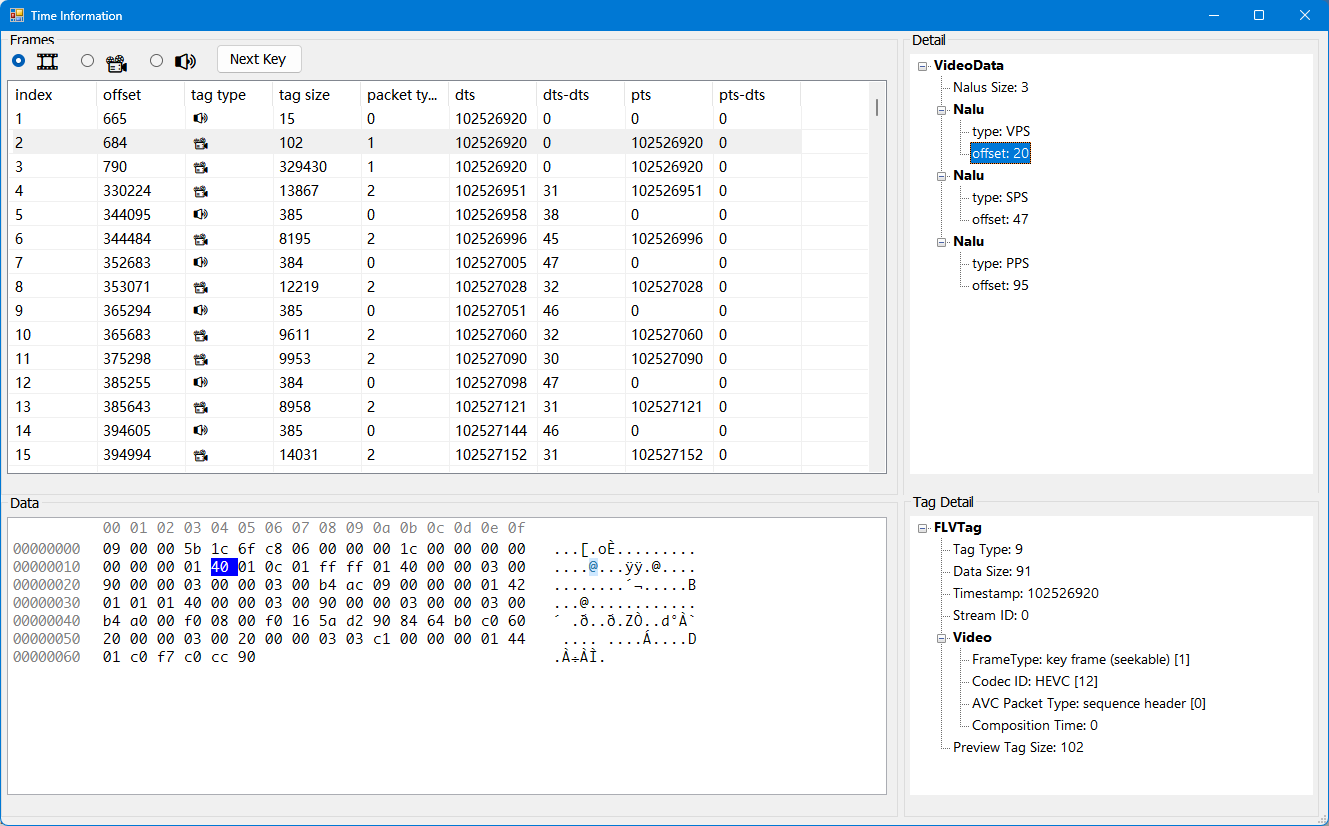 Time Information
Frames
Next Key
index offset tag type tag size packet ty... dts dts-dts pts pts-dts
1 665 15 0 102526920 0 0 0
2 684 102 1 102526920 0 102526920 0
3 790 329430 1 102526920 0 102526920 0
4 330224 13867 2 102526951 31 102526951 0
5 344095 385 0 102526958 38 0 0
6 344484 8195 2 102526996 45 102526996 0
7 352683 384 0 102527005 47 0 0
8 353071 12219 2 102527028 32 102527028 0
9 365294 385 0 102527051 46 0 0
10 365683 9611 2 102527060 32 102527060 0
11 375298 9953 2 102527090 30 102527090 0
12 385255 384 0 102527098 47 0 0
13 385643 8958 2 102527121 31 102527121 0
14 394605 385 0 102527144 46 0 0
15 394994 14031 2 102527152 31 102527152 0
Detail
VideoData
Nalus Size: 3
Nalu
type: VPS
offset: 20
Nalu
type: SPS
offset: 47
Nalu
type: PPS
offset: 95
Data
00 01 02 03 04 05 06 07 08 09 0a 0b 0c 0d 0e 0f
00000000 09 00 00 5b 1c 6f c8 06 00 00 00 1c 00 00 00 00 ...[.oÈ.........
00000010 00 00 00 01 40 01 0c 01 ff ff 01 40 00 00 03 00 ....@...ÿÿ.@....
00000020 90 00 00 03 00 00 03 00 b4 ac 09 00 00 00 01 42 ........´¬.....B
00000030 01 01 01 40 00 00 03 00 90 00 00 03 00 00 03 00 ...@............
00000040 b4 a0 00 f0 08 00 f0 16 5a d2 90 84 64 b0 c0 60 ´ .ð..ð.ZÒ..d°À`
00000050 20 00 00 03 00 20 00 00 03 03 c1 00 00 00 01 44 .... ....Á....D
00000060 01 c0 f7 c0 cc 90 .À÷ÀÌ.
Tag Detail
FLVTag
Tag Type: 9
Data Size: 91
Timestamp: 102526920
Stream ID: 0
Video
FrameType: key frame (seekable) [1]
Codec ID: HEVC [12]
AVC Packet Type: sequence header [0]
Composition Time: 0
Preview Tag Size: 102